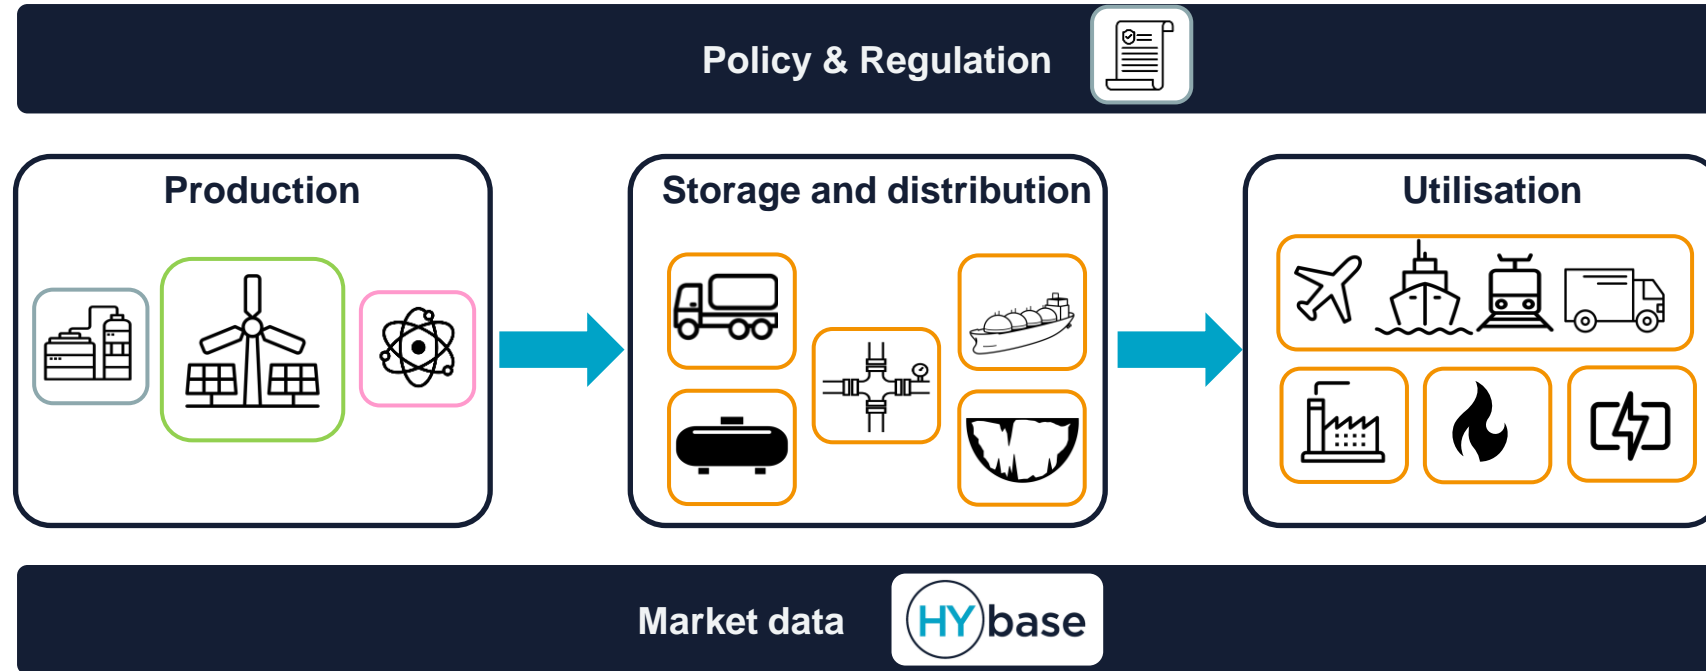 Policy & Regulation
Production
Storage and distribution
Utilisation
Market data
HYbase